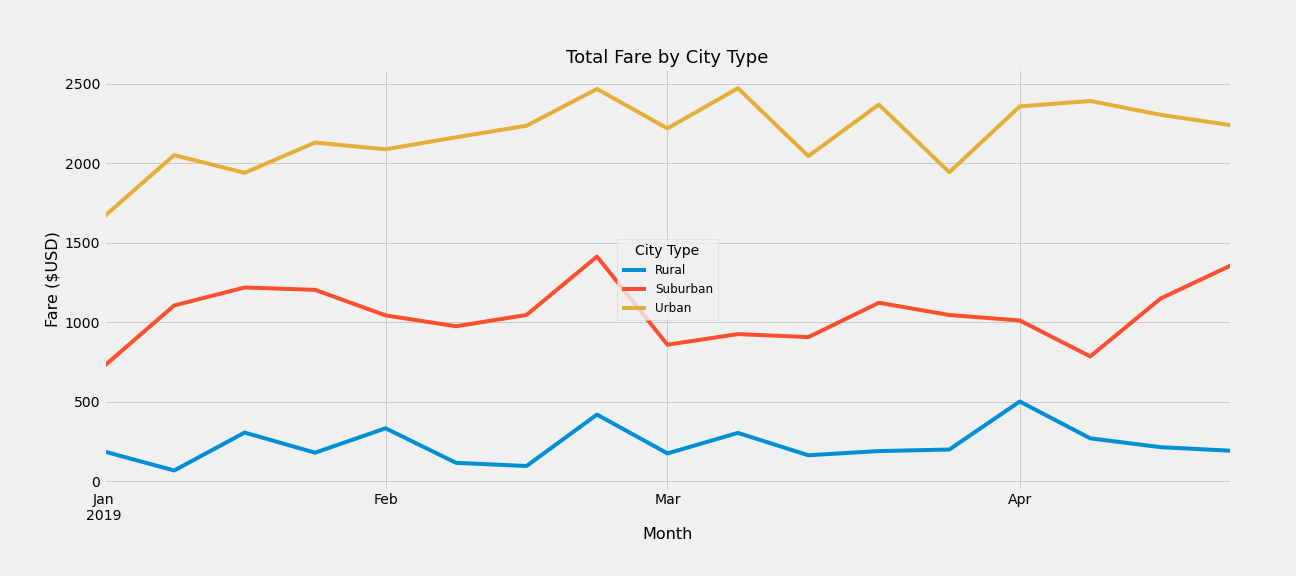 Total Fare by City Type
Fare ($USD)
2500
2000
1500
1000
500
0
City Type
Rural
Suburban
Urban
Jan
2019
Feb
Mar
Apr
Month